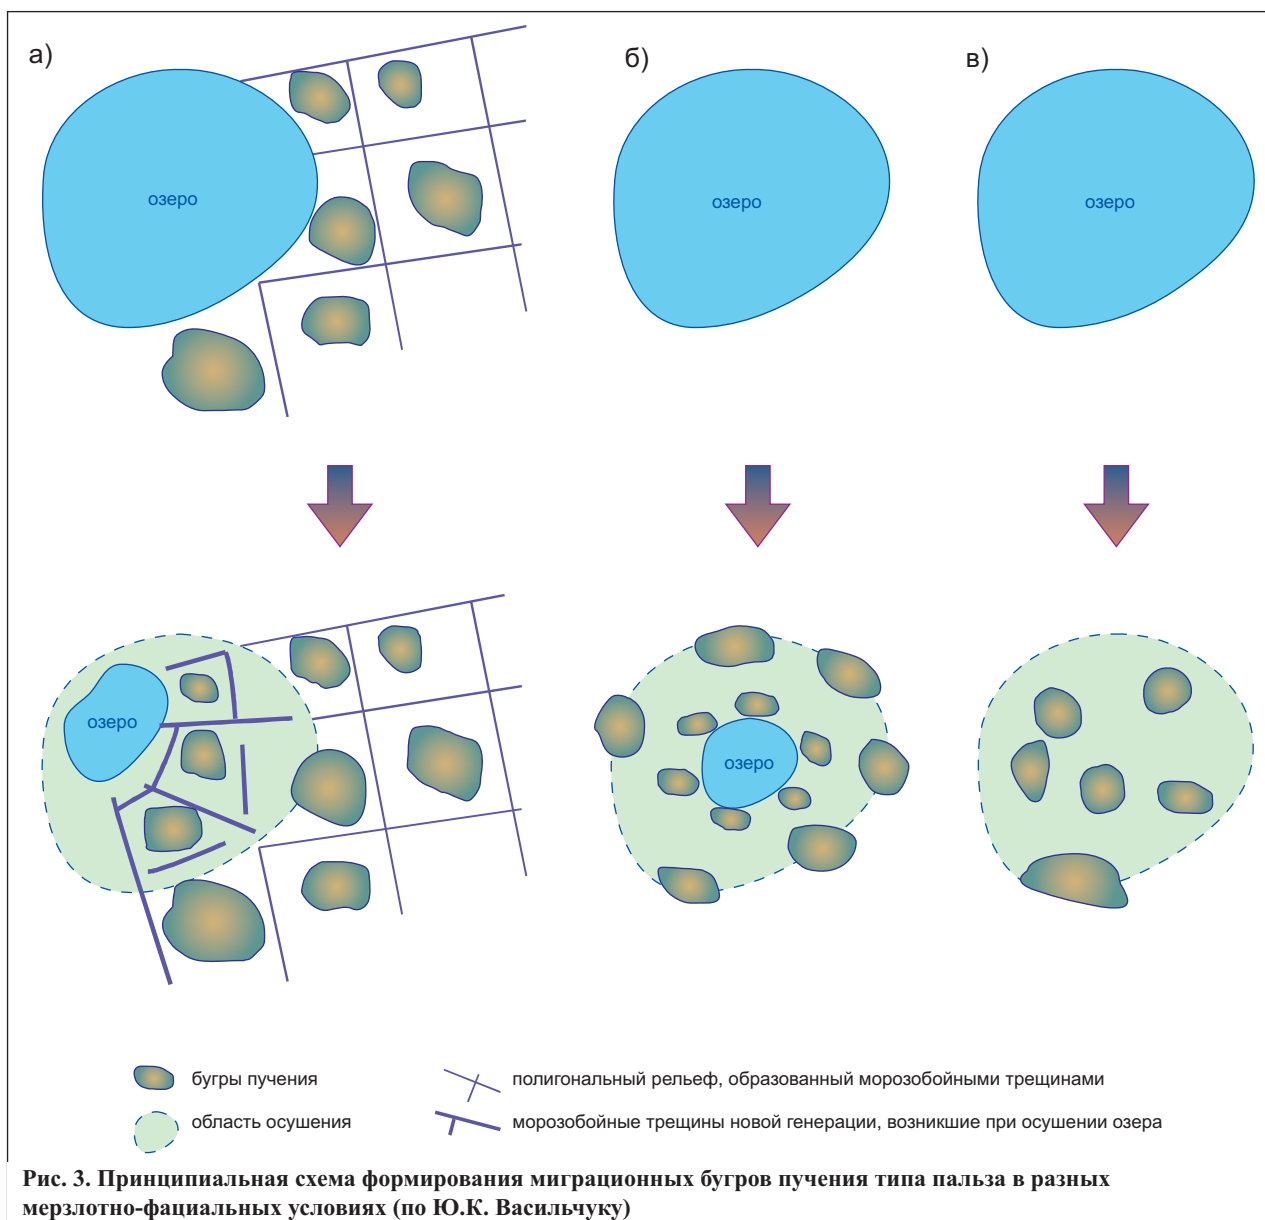 а)
б)
в)
озеро
озеро
озеро
озеро
озеро
бугры пучения
полигональный рельеф, образованный морозобойными трещинами
область осушения
морозобойные трещины новой генерации, возникшие при осушении озера
Рис. 3. Принципиальная схема формирования миграционных бугров пучения типа пальза в разных
мерзлотно-фациальных условиях (по Ю.К. Васильчуку)